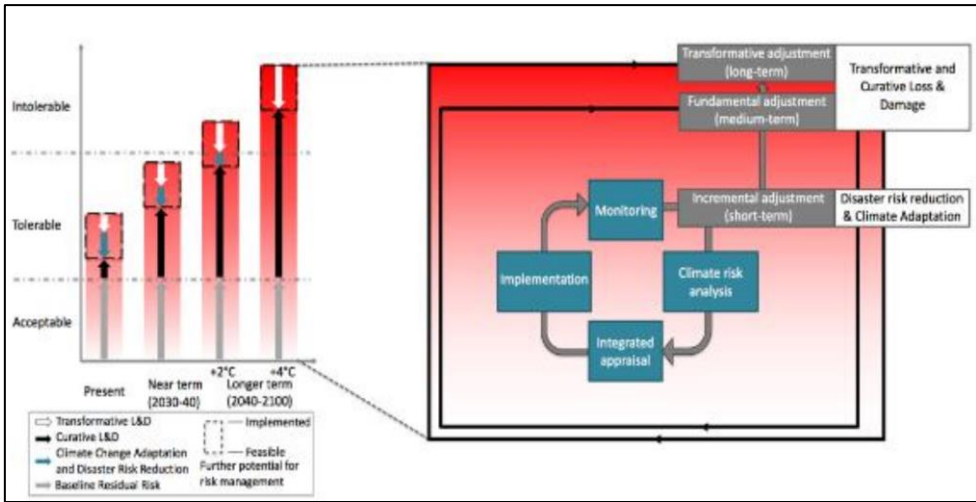 Intolerable
Tolerable
Acceptable
+2°C
+4°C
Present
Near term
(2030-40)
Longer term
(2040-2100)
Transformative L&D
Curative L&D
Climate Change Adaptation
and Disaster Risk Reduction
Baseline Residual Risk
Implemented
Feasible
Further potential for
risk management
Transformative adjustment
(long-term)
Fundamental adjustment
(medium-term)
Transformative and
Curative Loss &
Damage
Incremental adjustment
(short-term)
Disaster risk reduction
& Climate Adaptation
Monitoring
Implementation
Climate risk
analysis
Integrated
appraisal